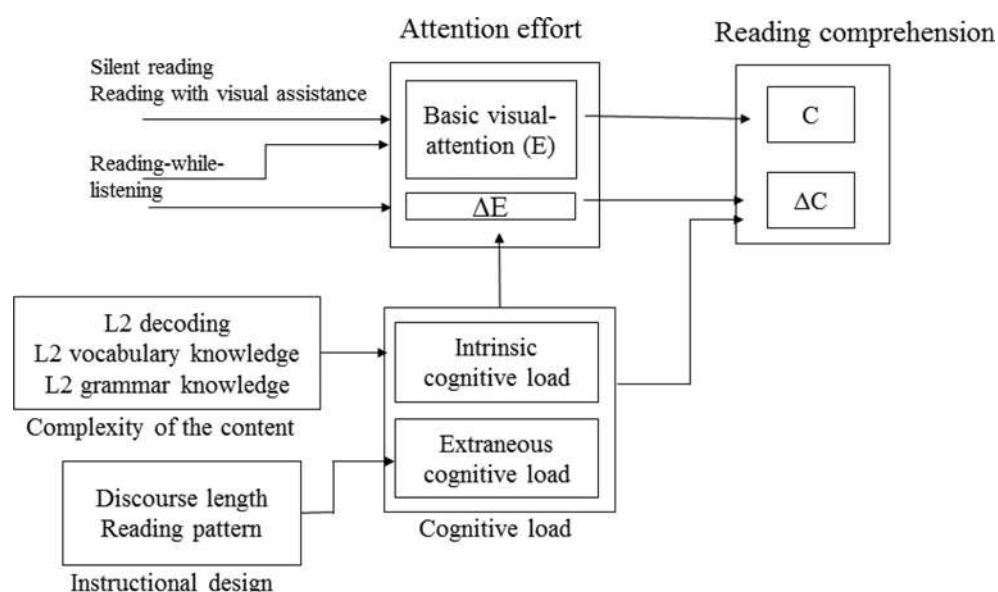 Attention effort
Reading comprehension
Silent reading
Reading with visual assistance
Basic visual-
attention (E)
C
Reading-while-
listening
ΔE
ΔC
L2 decoding
L2 vocabulary knowledge
L2 grammar knowledge
Complexity of the content
Intrinsic
cognitive load
Extraneous
cognitive load
Cognitive load
Discourse length
Reading pattern
Instructional design